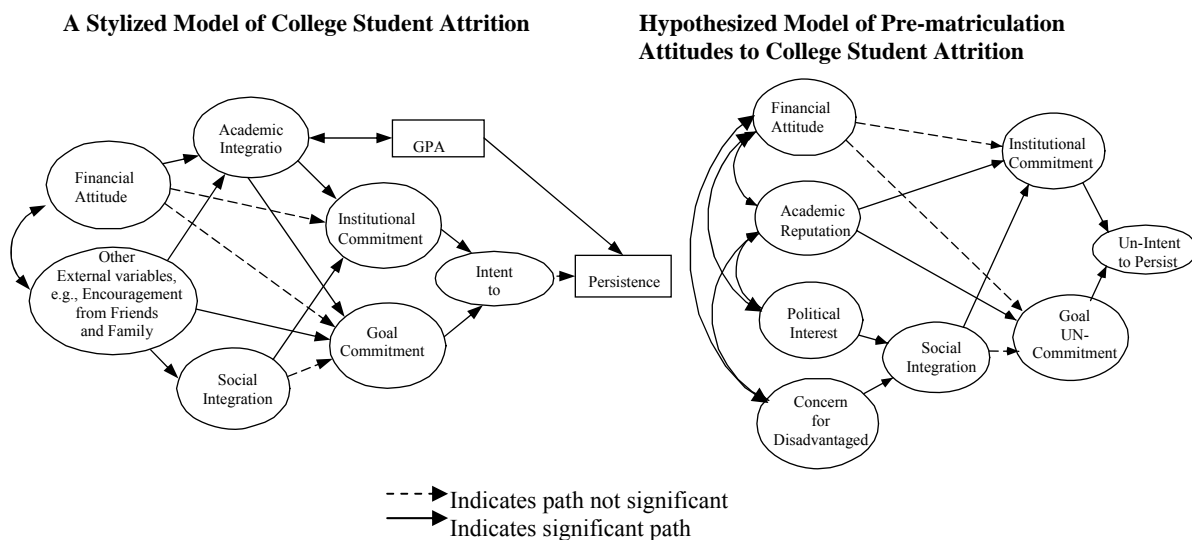 A Stylized Model of College Student Attrition
Academic
Integratio
GPA
Financial
Attitude
Institutional
Commitment
Other
External variables,
e.g., Encouragement
from Friends
and Family
Intent
to
Persistence
Goal
Commitment
Social
Integration
Hypothesized Model of Pre-matriculation
Attitudes to College Student Attrition
Financial
Attitude
Institutional
Commitment
Academic
Reputation
Un-Intent
to Persist
Political
Interest
Social
Integration
Goal
UN-
Commitment
Concern
for
Disadvantaged
Indicates path not significant
Indicates significant path